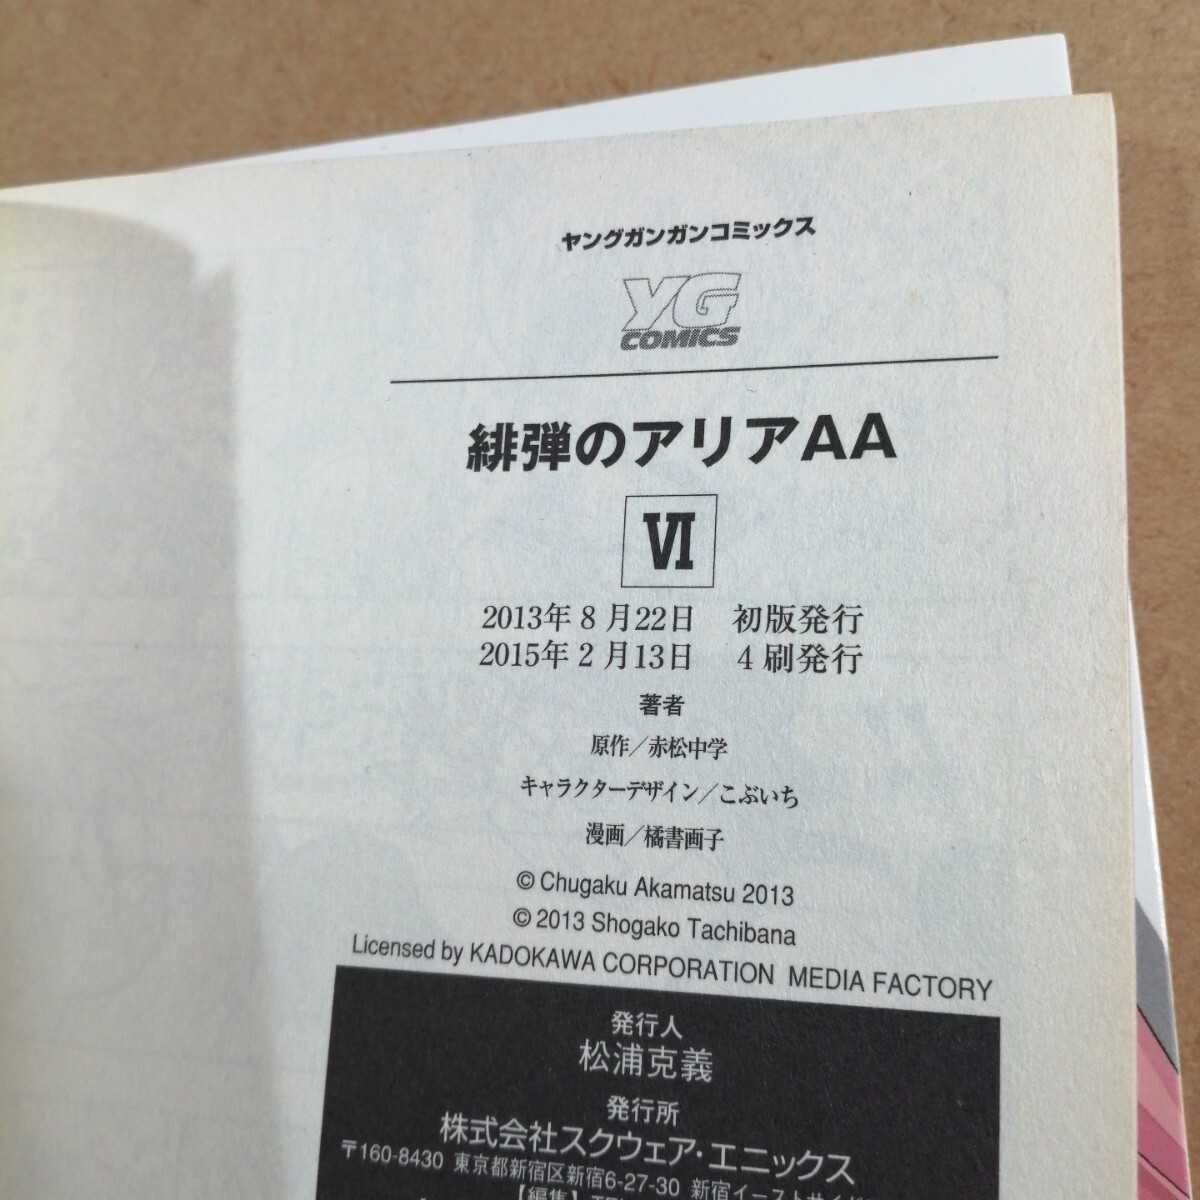 ヤングガンガンコミックス
YG
COMICS
緋弾のアリアAA
VI
2013年8月22日 初版発行
2015年2月13日 4刷発行
著者
原作/赤松中学
キャラクターデザイン/こぶいち
漫画/橘書画子
© Chugaku Akamatsu 2013
© 2013 Shogako Tachibana
Licensed by KADOKAWA CORPORATION MEDIA FACTORY
発行人
松浦克義
発行所
株式会社スクウェア・エニックス
〒160-8430 東京都新宿区新宿6-27-30 新宿イーストサイド
【編集】